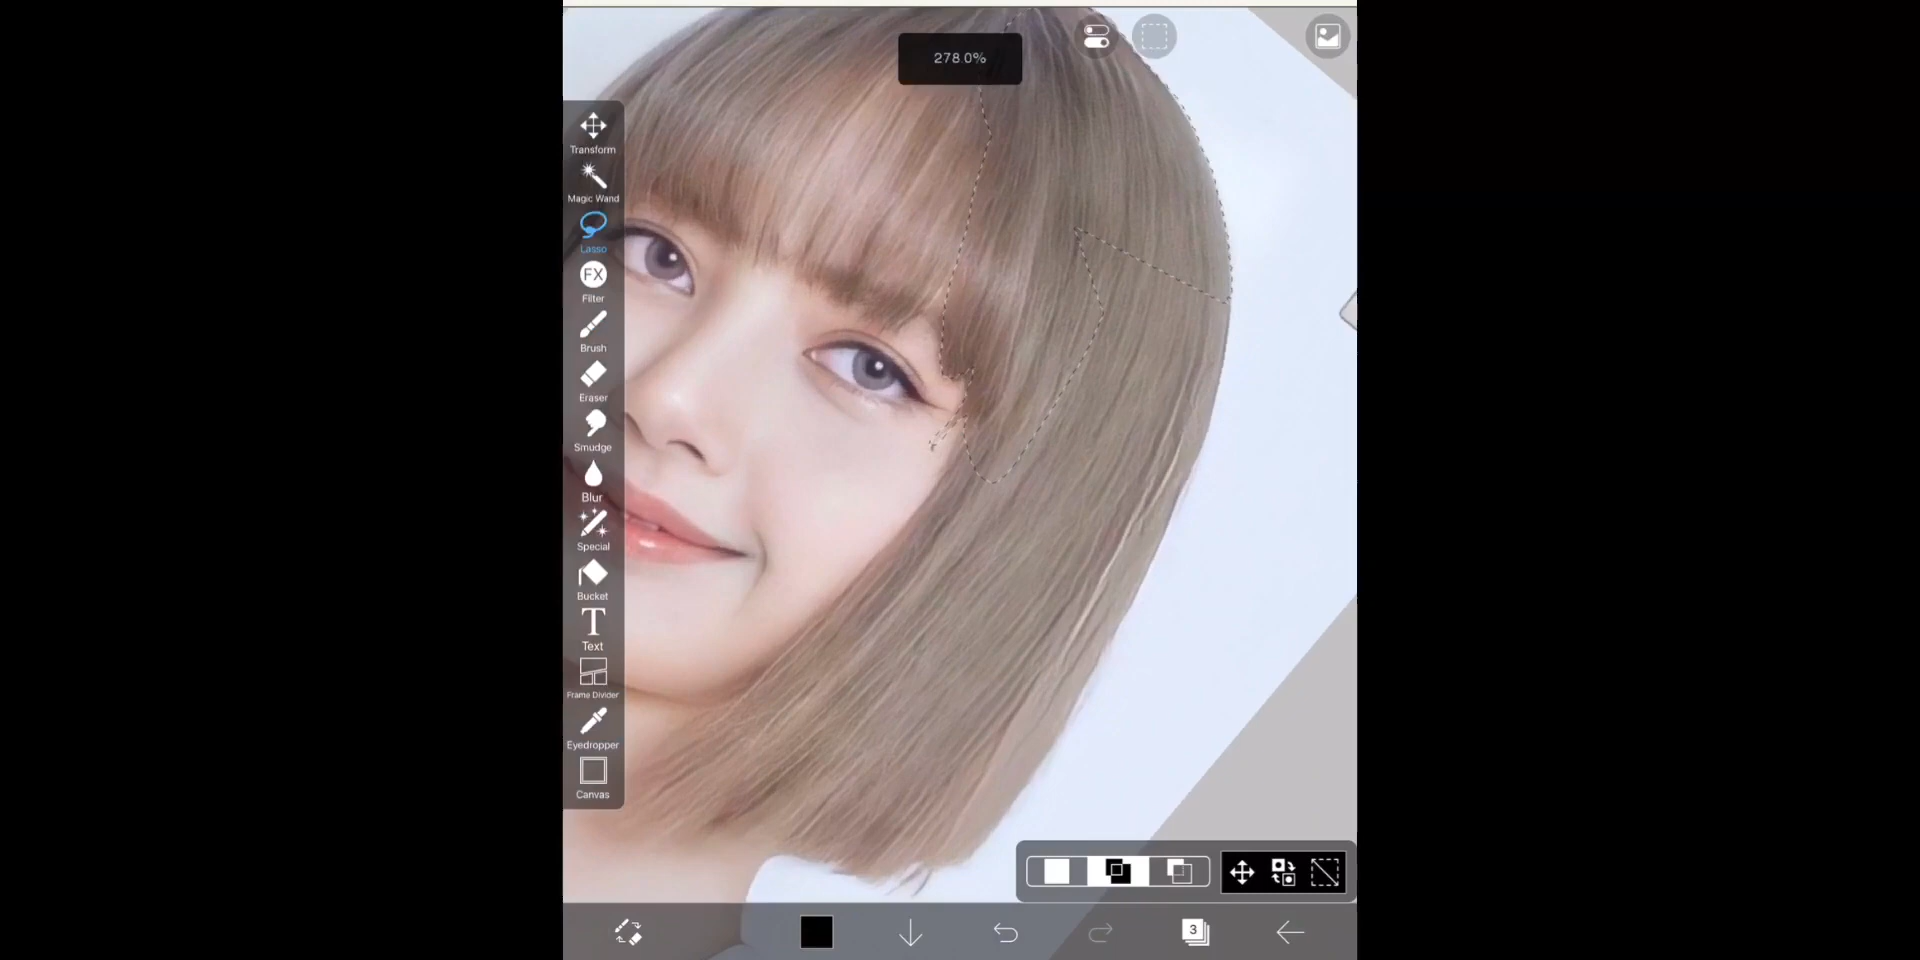 278.0%
Transform
Magic Wand
Lasso
FX
Filter
Brush
Eraser
Smudge
Blur
Special
Bucket
T
Text
Frame Divider
Eyedropper
Canvas
3